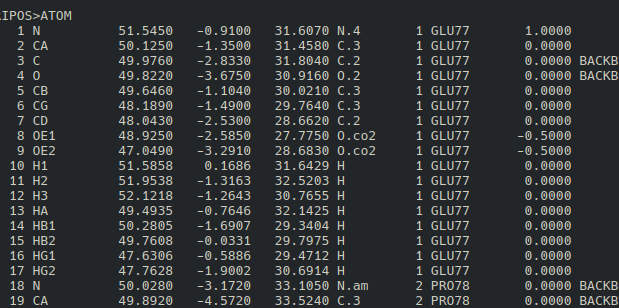 IPOS>ATOM
1 N 51.5450 -0.9100 31.6070 N.4 1 GLU77 1.0000
2 CA 50.1250 -1.3500 31.4580 C.3 1 GLU77 0.0000
3 C 49.9760 -2.8330 31.8040 C.2 1 GLU77 0.0000 BACKB
4 O 49.8220 -3.6750 30.9160 O.2 1 GLU77 0.0000 BACKB
5 CB 49.6460 -1.1040 30.0210 C.3 1 GLU77 0.0000
6 CG 48.1890 -1.4900 29.7640 C.3 1 GLU77 0.0000
7 CD 48.0430 -2.5300 28.6620 C.2 1 GLU77 0.0000
8 OE1 48.9250 -2.5850 27.7750 O.co2 1 GLU77 -0.5000
9 OE2 47.0490 -3.2910 28.6830 O.co2 1 GLU77 -0.5000
10 H1 51.5858 0.1686 31.6429 H 1 GLU77 0.0000
11 H2 51.9538 -1.3163 32.5203 H 1 GLU77 0.0000
12 H3 52.1218 -1.2643 30.7655 H 1 GLU77 0.0000
13 HA 49.4935 -0.7646 32.1425 H 1 GLU77 0.0000
14 HB1 50.2805 -1.6907 29.3404 H 1 GLU77 0.0000
15 HB2 49.7608 -0.0331 29.7975 H 1 GLU77 0.0000
16 HG1 47.6306 -0.5886 29.4712 H 1 GLU77 0.0000
17 HG2 47.7628 -1.9002 30.6914 H 1 GLU77 0.0000
18 N 50.0280 -3.1720 33.1050 N.am 2 PRO78 0.0000 BACKB
19 CA 49.8920 -4.5720 33.5240 C.3 2 PRO78 0.0000 BACKB